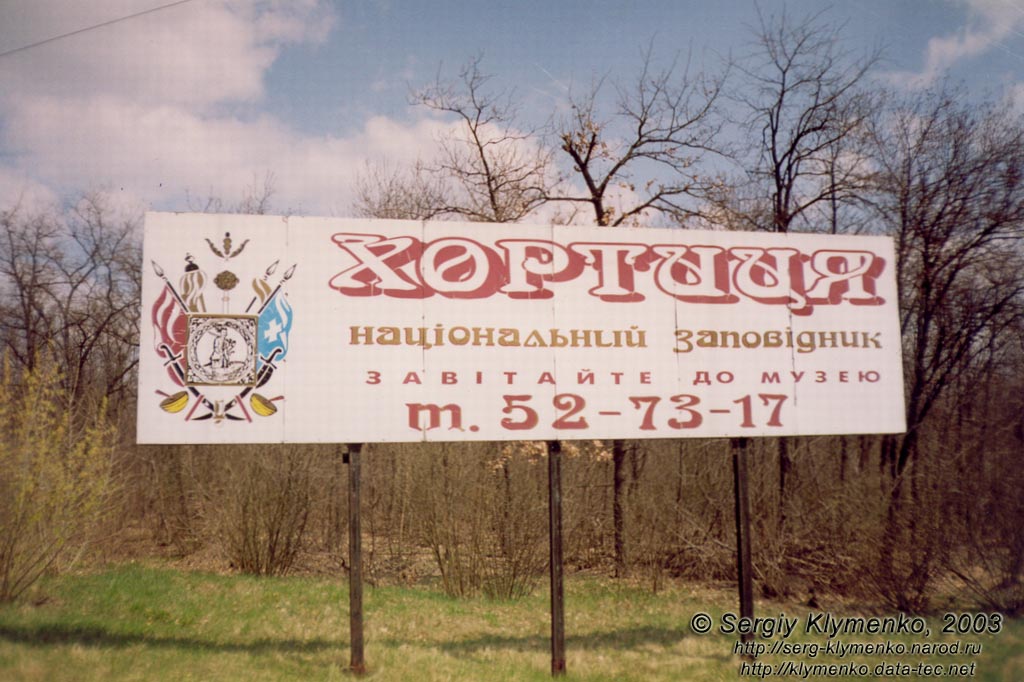 ХОРТИЦЯ
національний заповідник
ЗАВІТАЙТЕ ДО МУЗЕЮ
т. 52-73-17
© Sergiy Klymenko, 2003
http://serg-klymenko.narod.ru
http://klymenko.data-tec.net